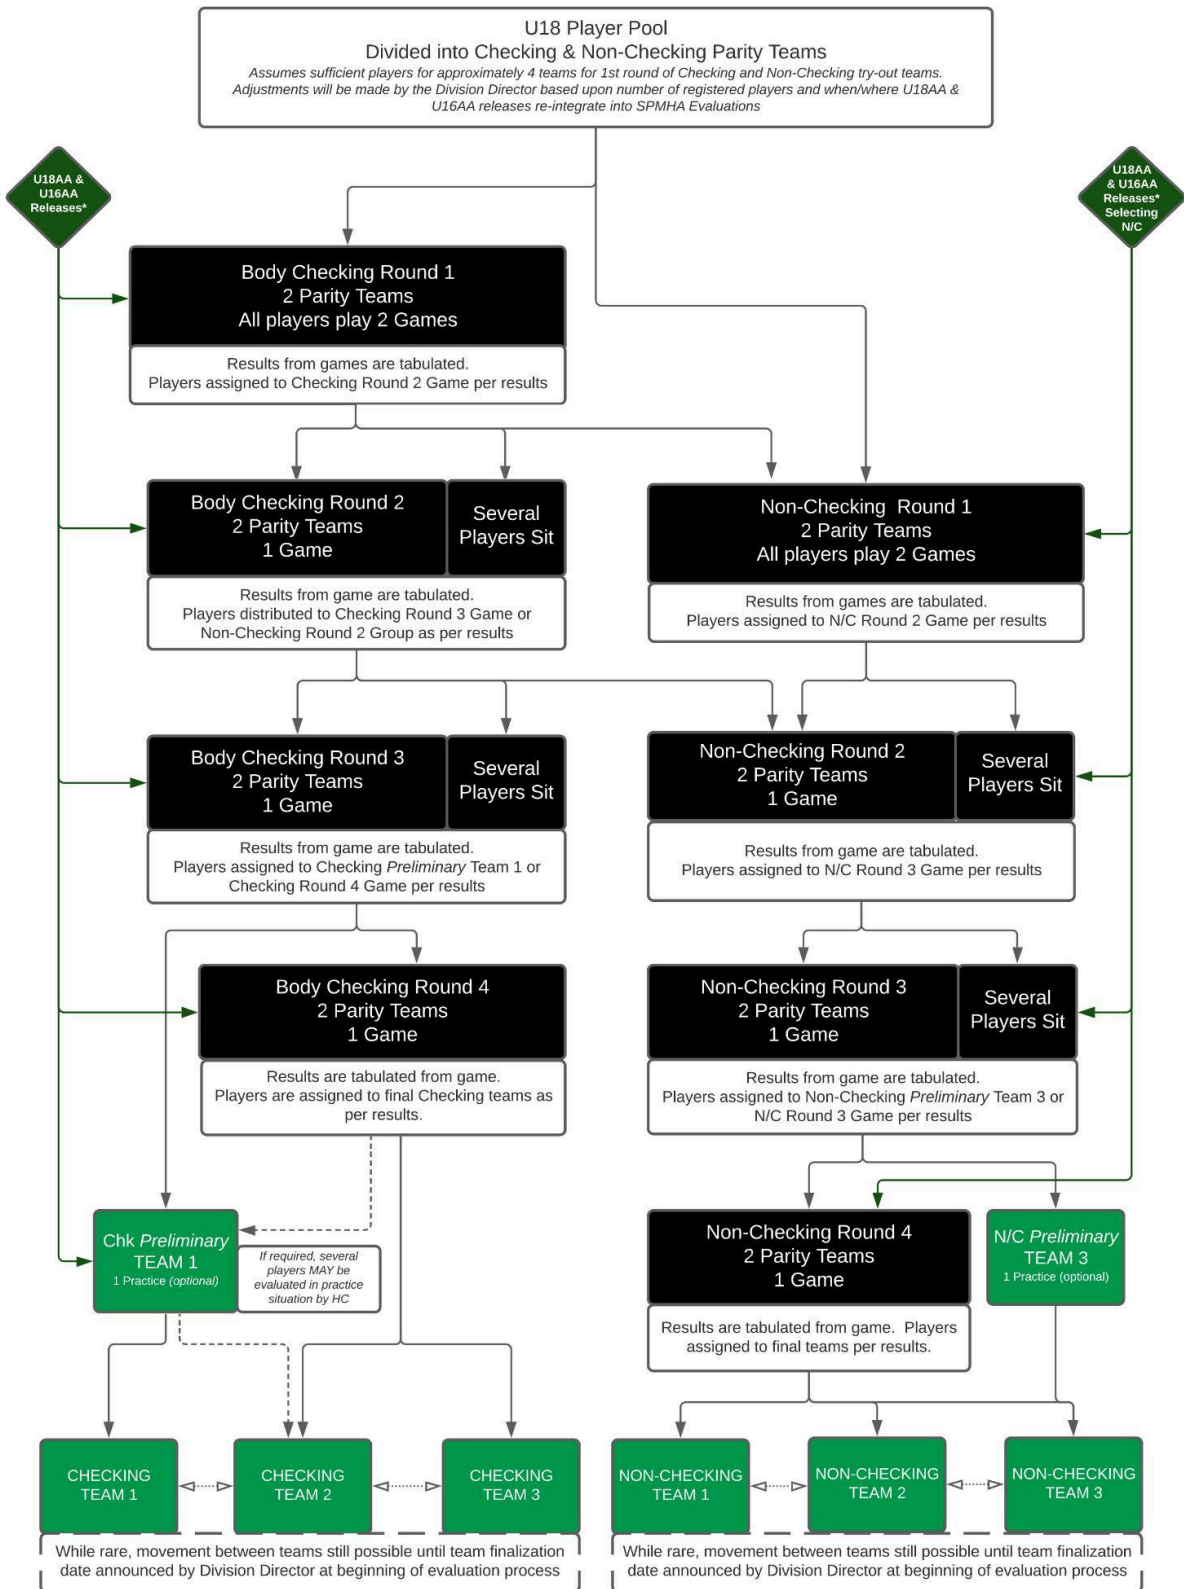 U18 Player Pool
Divided into Checking & Non-Checking Parity Teams
Assumes sufficient players for approximately 4 teams for 1st round of Checking and Non-Checking try-out teams.
Adjustments will be made by the Division Director based upon number of registered players and when/where U18AA &
U16AA releases re-integrate into SPMHA Evaluations
U18AA &
U16AA
Releases*
U18AA
& U16AA
Releases*
Selecting
N/C
Body Checking Round 1
2 Parity Teams
All players play 2 Games
Results from games are tabulated.
Players assigned to Checking Round 2 Game per results
Body Checking Round 2
2 Parity Teams
1 Game
Several
Players Sit
Non-Checking Round 1
2 Parity Teams
All players play 2 Games
Results from game are tabulated.
Players distributed to Checking Round 3 Game or
Non-Checking Round 2 Group as per results
Results from games are tabulated.
Players assigned to N/C Round 2 Game per results
Body Checking Round 3
2 Parity Teams
1 Game
Several
Players Sit
Non-Checking Round 2
2 Parity Teams
1 Game
Several
Players Sit
Results from game are tabulated.
Players assigned to Checking Preliminary Team 1 or
Checking Round 4 Game per results
Results from game are tabulated.
Players assigned to N/C Round 3 Game per results
Body Checking Round 4
2 Parity Teams
1 Game
Non-Checking Round 3
2 Parity Teams
1 Game
Several
Players Sit
Results are tabulated from game.
Players are assigned to final Checking teams as
per results.
Results from game are tabulated.
Players assigned to Non-Checking Preliminary Team 3 or
N/C Round 3 Game per results
Chk Preliminary
TEAM 1
1 Practice (optional)
If required, several
players MAY be
evaluated in practice
situation by HC
Non-Checking Round 4
2 Parity Teams
1 Game
N/C Preliminary
TEAM 3
1 Practice (optional)
Results are tabulated from game. Players
assigned to final teams per results.
CHECKING
TEAM 1
CHECKING
TEAM 2
CHECKING
TEAM 3
NON-CHECKING
TEAM 1
NON-CHECKING
TEAM 2
NON-CHECKING
TEAM 3
While rare, movement between teams still possible until team finalization
date announced by Division Director at beginning of evaluation process
While rare, movement between teams still possible until team finalization
date announced by Division Director at beginning of evaluation process